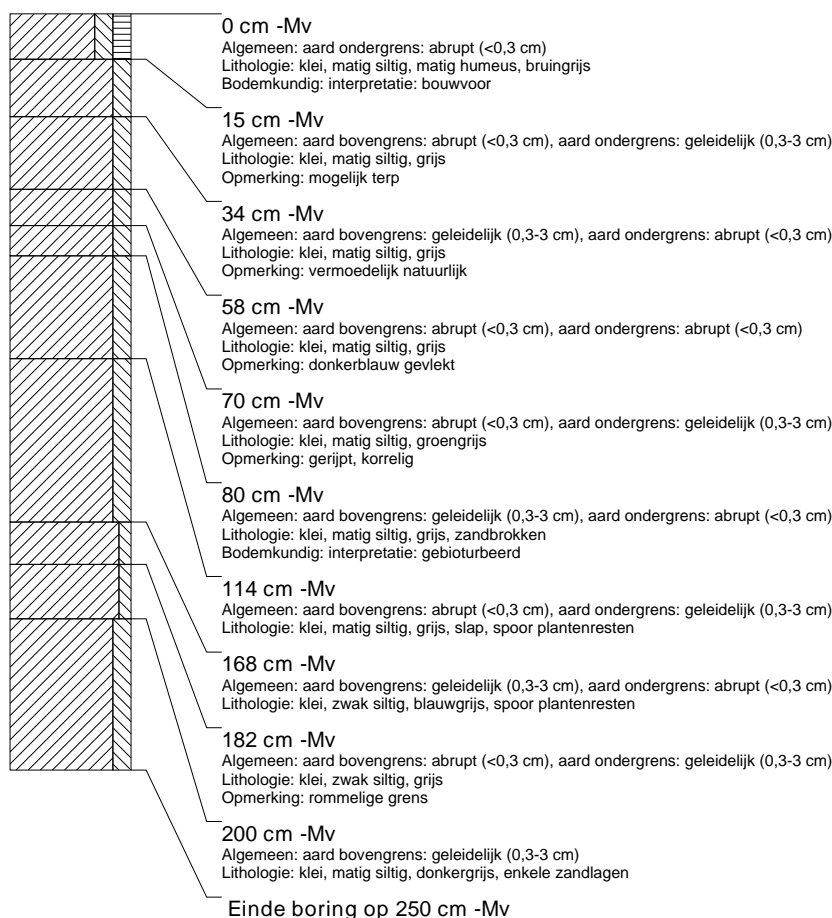 0 cm -Mv
Algemeen: aard ondergrens: abrupt (<0,3 cm)
Lithologie: klei, matig siltig, matig humeus, bruingrijs
Bodemkundig: interpretatie: bouwvoor
15 cm -Mv
Algemeen: aard bovengrens: abrupt (<0,3 cm), aard ondergrens: geleidelijk (0,3-3 cm)
Lithologie: klei, matig siltig, grijs
Opmerking: mogelijk terp
34 cm -Mv
Algemeen: aard bovengrens: geleidelijk (0,3-3 cm), aard ondergrens: abrupt (<0,3 cm)
Lithologie: klei, matig siltig, grijs
Opmerking: vermoedelijk natuurlijk
58 cm -Mv
Algemeen: aard bovengrens: abrupt (<0,3 cm), aard ondergrens: abrupt (<0,3 cm)
Lithologie: klei, matig siltig, grijs
Opmerking: donkerblauw gevlekt
70 cm -Mv
Algemeen: aard bovengrens: abrupt (<0,3 cm), aard ondergrens: geleidelijk (0,3-3 cm)
Lithologie: klei, matig siltig, groengrijs
Opmerking: gerijpt, korrelig
80 cm -Mv
Algemeen: aard bovengrens: geleidelijk (0,3-3 cm), aard ondergrens: abrupt (<0,3 cm)
Lithologie: klei, matig siltig, grijs, zandbrokken
Bodemkundig: interpretatie: gebioturbeerd
114 cm -Mv
Algemeen: aard bovengrens: abrupt (<0,3 cm), aard ondergrens: geleidelijk (0,3-3 cm)
Lithologie: klei, matig siltig, grijs, slap, spoor plantenresten
168 cm -Mv
Algemeen: aard bovengrens: geleidelijk (0,3-3 cm), aard ondergrens: abrupt (<0,3 cm)
Lithologie: klei, zwak siltig, blauwgrijs, spoor plantenresten
182 cm -Mv
Algemeen: aard bovengrens: abrupt (<0,3 cm), aard ondergrens: geleidelijk (0,3-3 cm)
Lithologie: klei, zwak siltig, grijs
Opmerking: rommelige grens
200 cm -Mv
Algemeen: aard bovengrens: geleidelijk (0,3-3 cm)
Lithologie: klei, matig siltig, donkergrijs, enkele zandlagen
Einde boring op 250 cm -Mv